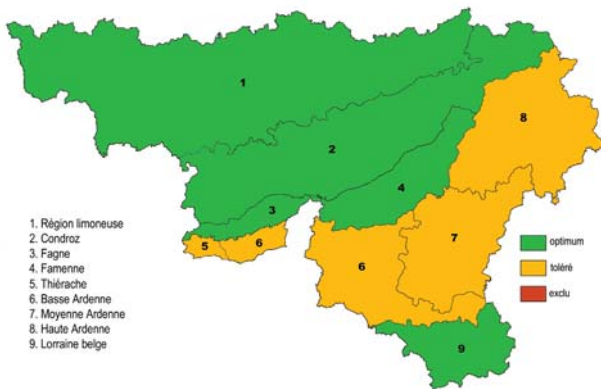 1
2
3
4
5
6
6
7
8
9
1. Région limoneuse
2. Condroz
3. Fagne
4. Famenne
5. Thiérache
6. Basse Ardenne
7. Moyenne Ardenne
8. Haute Ardenne
9. Lorraine belge
optimum
toléré
exclu